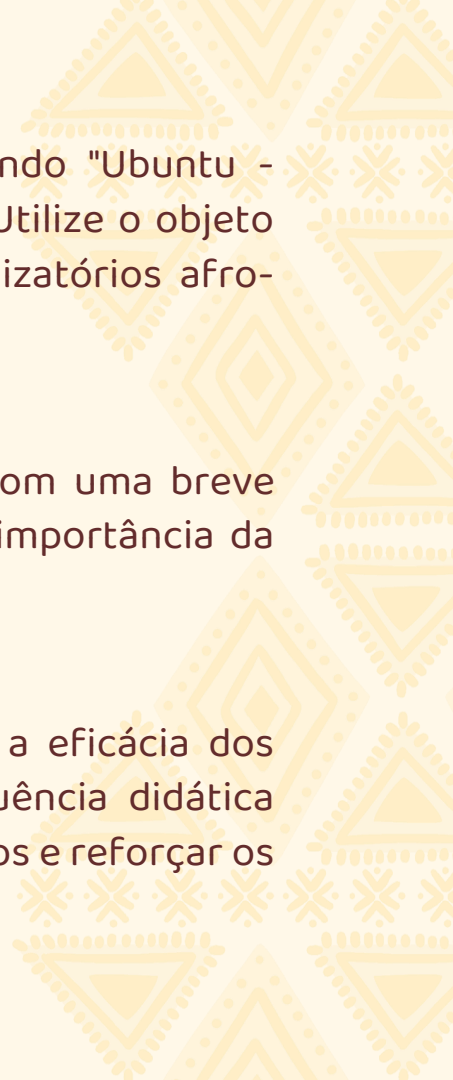 ndo "Ubuntu -
Utilize o objeto
izatórios afro-
om uma breve
importância da
a eficácia dos
uência didática
os e reforçar os